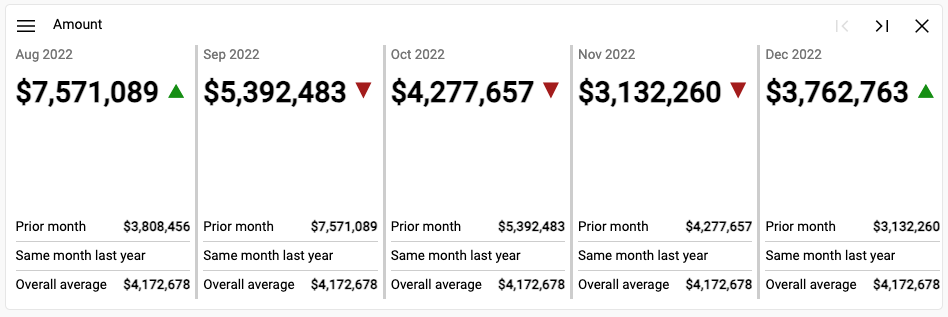 Amount
Aug 2022
$7,571,089
Prior month $3,808,456
Same month last year
Overall average $4,172,678
Sep 2022
$5,392,483
Prior month $7,571,089
Same month last year
Overall average $4,172,678
Oct 2022
$4,277,657
Prior month $5,392,483
Same month last year
Overall average $4,172,678
Nov 2022
$3,132,260
Prior month $4,277,657
Same month last year
Overall average $4,172,678
Dec 2022
$3,762,763
Prior month $3,132,260
Same month last year
Overall average $4,172,678